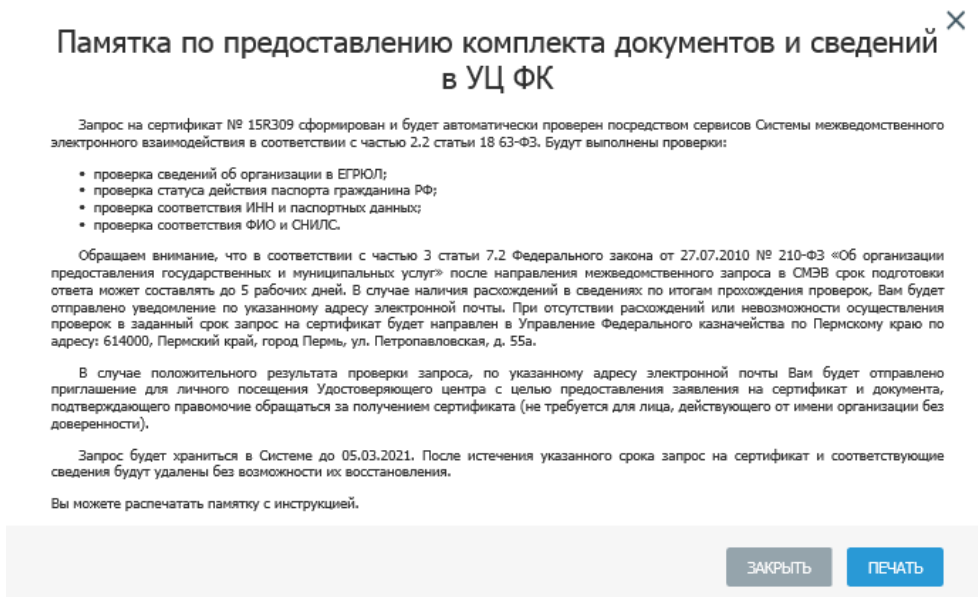 Памятка по предоставлению комплекта документов и сведений
в УЦ ФК
Запрос на сертификат № 15R309 сформирован и будет автоматически проверен посредством сервисов Системы межведомственного
электронного взаимодействия в соответствии с частью 2.2 статьи 18 63-ФЗ. Будут выполнены проверки:
• проверка сведений об организации в ЕГРЮЛ;
• проверка статуса действия паспорта гражданина РФ;
• проверка соответствия ИНН и паспортных данных;
• проверка соответствия ФИО и СНИЛС.
Обращаем внимание, что в соответствии с частью 3 статьи 7.2 Федерального закона от 27.07.2010 № 210-ФЗ «Об организации
предоставления государственных и муниципальных услуг» после направления межведомственного запроса в СМЭВ срок подготовки
ответа может составлять до 5 рабочих дней. В случае наличия расхождений в сведениях по итогам прохождения проверок, Вам будет
отправлено уведомление по указанному адресу электронной почты. При отсутствии расхождений или невозможности осуществления
проверок в заданный срок запрос на сертификат будет направлен в Управление Федерального казначейства по Пермскому краю по
адресу: 614000, Пермский край, город Пермь, ул. Петропавловская, д. 55а.
В случае положительного результата проверки запроса, по указанному адресу электронной почты Вам будет отправлено
приглашение для личного посещения Удостоверяющего центра с целью предоставления заявления на сертификат и документа,
подтверждающего правомочие обращаться за получением сертификата (не требуется для лица, действующего от имени организации без
доверенности).
Запрос будет храниться в Системе до 05.03.2021. После истечения указанного срока запрос на сертификат и соответствующие
сведения будут удалены без возможности их восстановления.
Вы можете распечатать памятку с инструкцией.
ЗАКРЫТЬ
ПЕЧАТЬ